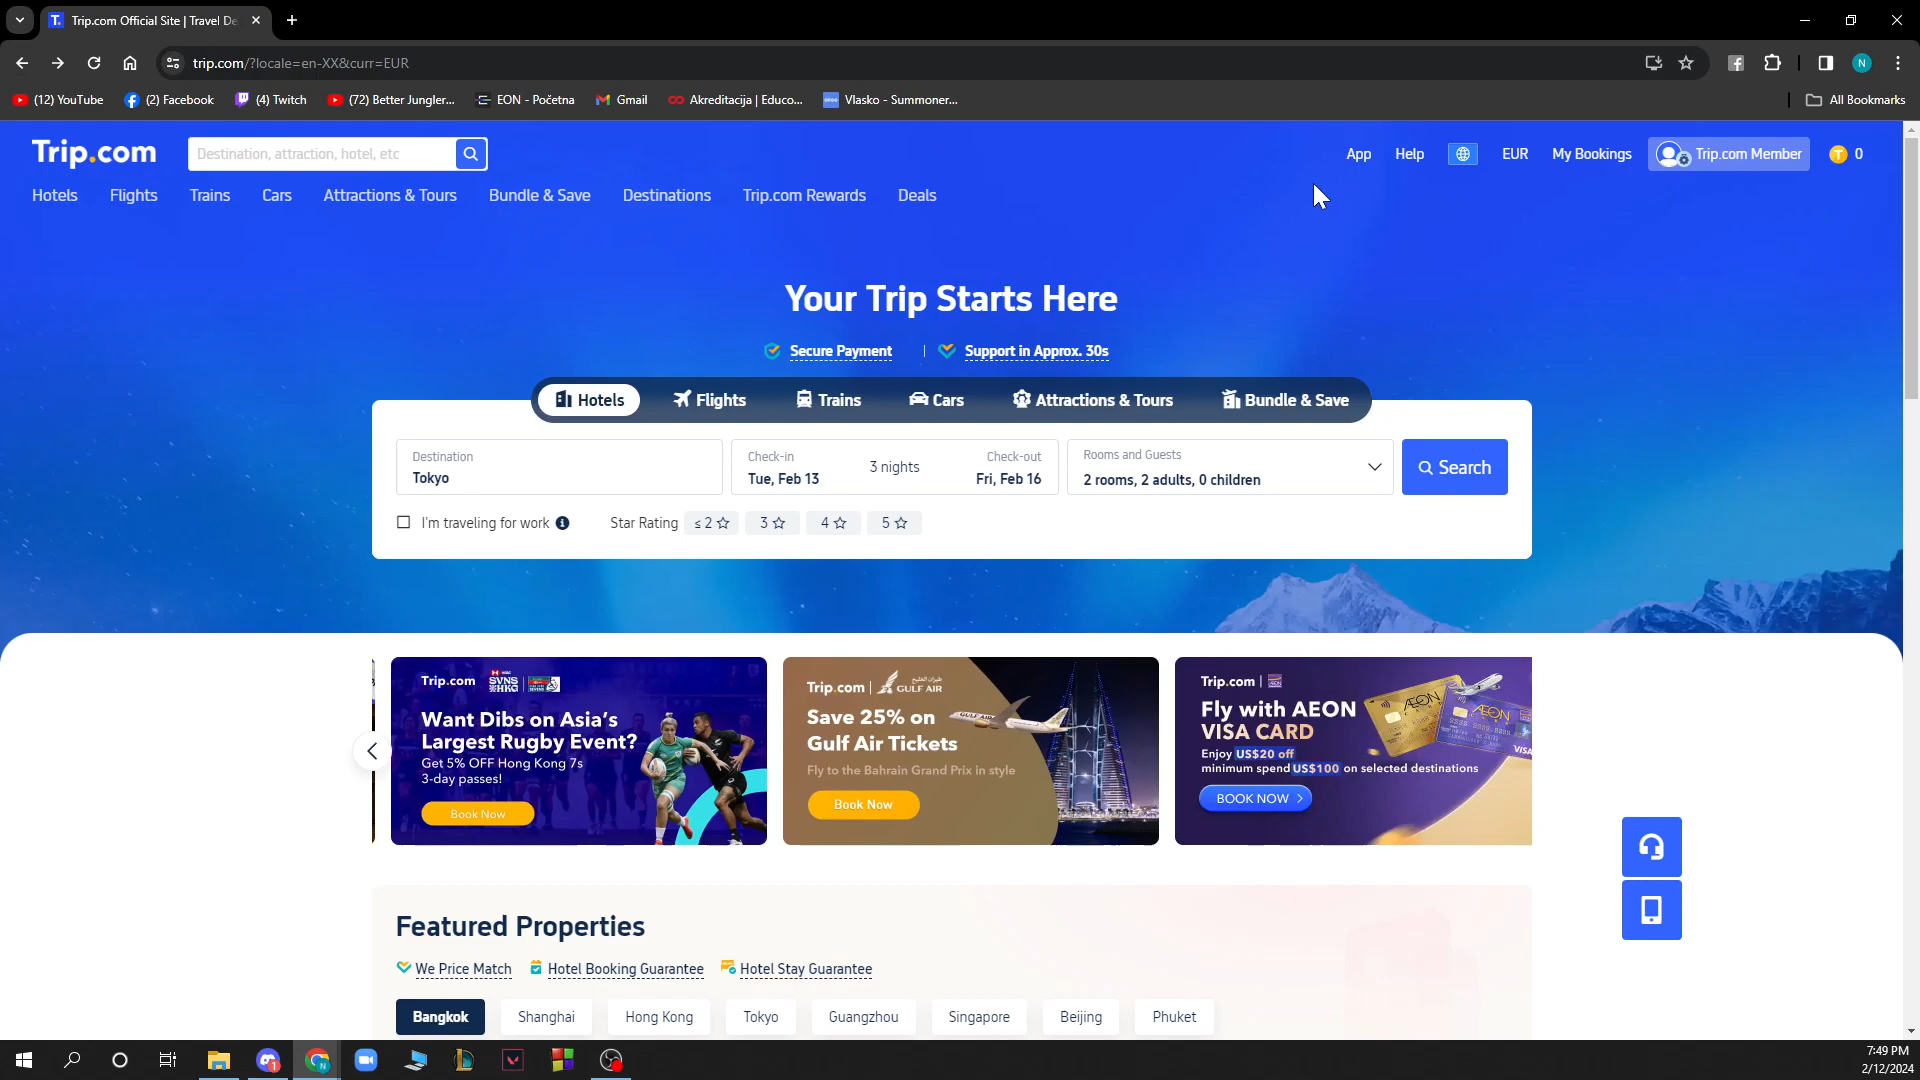 Trip.com Official Site | Travel De
trip.com/?locale=en-XX&curr=EUR
N
(12) YouTube
(2) Facebook
(4) Twitch
(72) Better Jungler...
EON - Početna
Gmail
Akreditacija | Educo...
Vlasko - Summoner...
All Bookmarks
Trip.com
Destination, attraction, hotel, etc
App
Help
EUR
My Bookings
Trip.com Member
0
Hotels
Flights
Trains
Cars
Attractions & Tours
Bundle & Save
Destinations
Trip.com Rewards
Deals
Your Trip Starts Here
Secure Payment
Support in Approx. 30s
Hotels
Flights
Trains
Cars
Attractions & Tours
Bundle & Save
Destination
Tokyo
Check-in
Tue, Feb 13
3 nights
Check-out
Fri, Feb 16
Rooms and Guests
2 rooms, 2 adults, 0 children
Search
I'm traveling for work
Star Rating
≤ 2
3
4
5
Trip.com
SVNS
HKG
Want Dibs on Asia's
Largest Rugby Event?
Get 5% OFF Hong Kong 7s
3-day passes!
Book Now
Trip.com | طيران الخليج
GULF AIR
Save 25% on
Gulf Air Tickets
Fly to the Bahrain Grand Prix in style
Book Now
GULF AIR
Trip.com
Fly with AEON
VISA CARD
Enjoy US$20 off
minimum spend US$100 on selected destinations
BOOK NOW
AEON
AEON
VISA
Featured Properties
We Price Match
Hotel Booking Guarantee
Hotel Stay Guarantee
Bangkok
Shanghai
Hong Kong
Tokyo
Guangzhou
Singapore
Beijing
Phuket
7:49 PM
2/12/2024